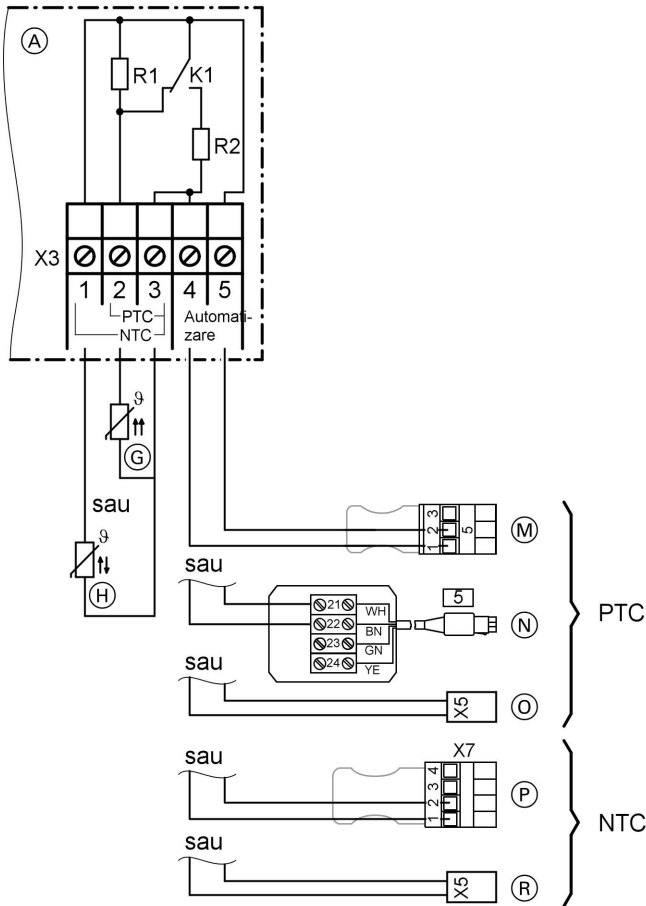 A
R1
K1
R2
X3
1 2 3 4 5
PTC
NTC
Automati-
zare
ϑ
G
sau
ϑ
H
1 2 3
5
M
sau
21
22
23
24
WH
BN
GN
YE
5
N
PTC
sau
X5
O
sau
X7
1 2 3 4
P
NTC
sau
X5
R